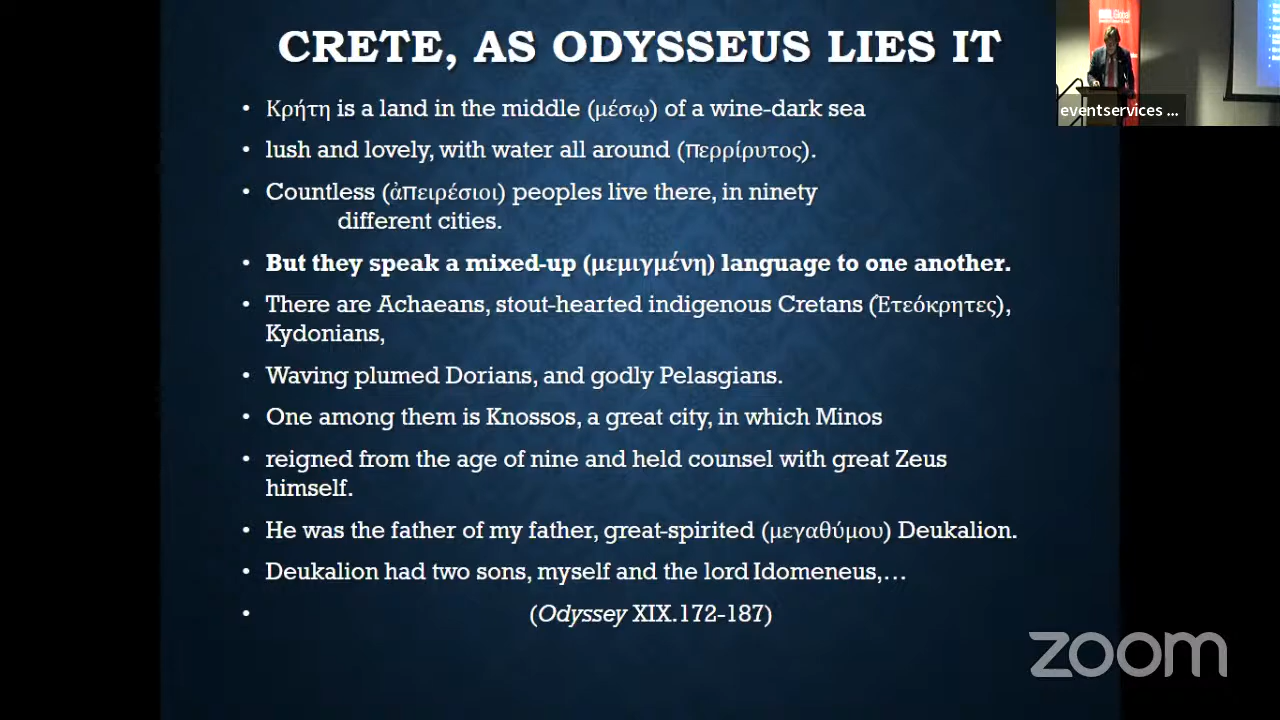 CRETE, AS ODYSSEUS LIES IT
• Κρήτη is a land in the middle (μέσῳ) of a wine-dark sea
• lush and lovely, with water all around (περρίρυτος).
• Countless (ἀπειρέσιοι) peoples live there, in ninety
different cities.
• But they speak a mixed-up (μεμιγμένη) language to one another.
• There are Achaeans, stout-hearted indigenous Cretans (Ἐτεόκρητες),
Kydonians,
• Waving plumed Dorians, and godly Pelasgians.
• One among them is Knossos, a great city, in which Minos
• reigned from the age of nine and held counsel with great Zeus
himself.
• He was the father of my father, great-spirited (μεγαθύμου) Deukalion.
• Deukalion had two sons, myself and the lord Idomeneus,…
• (Odyssey XIX.172-187)
Global
eventservices ...
zoom